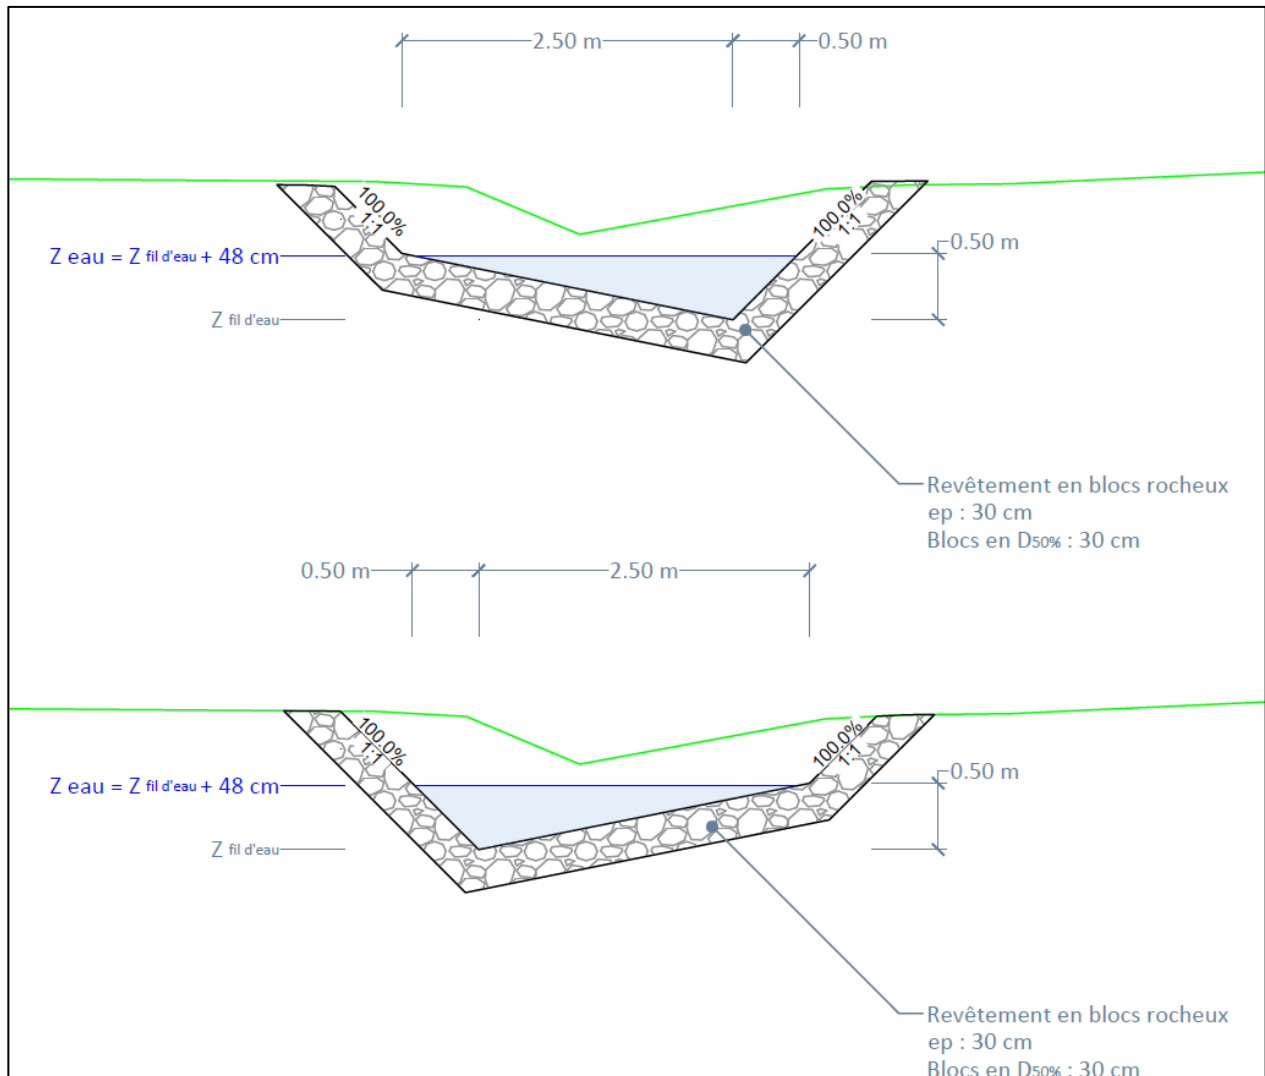 2.50 m
0.50 m
100.0%
1:1
100.0%
1:1
0.50 m
Z eau = Z fil d'eau + 48 cm
Z fil d'eau
Revêtement en blocs rocheux
ep : 30 cm
Blocs en D50% : 30 cm
0.50 m
2.50 m
100.0%
1:1
100.0%
1:1
0.50 m
Z eau = Z fil d'eau + 48 cm
Z fil d'eau
Revêtement en blocs rocheux
ep : 30 cm
Blocs en D50% : 30 cm